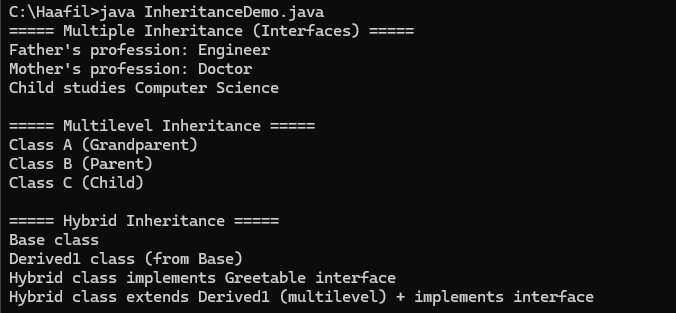 C:\Haafil>java InheritanceDemo.java
===== Multiple Inheritance (Interfaces) =====
Father's profession: Engineer
Mother's profession: Doctor
Child studies Computer Science
===== Multilevel Inheritance =====
Class A (Grandparent)
Class B (Parent)
Class C (Child)
===== Hybrid Inheritance =====
Base class
Derived1 class (from Base)
Hybrid class implements Greetable interface
Hybrid class extends Derived1 (multilevel) + implements interface